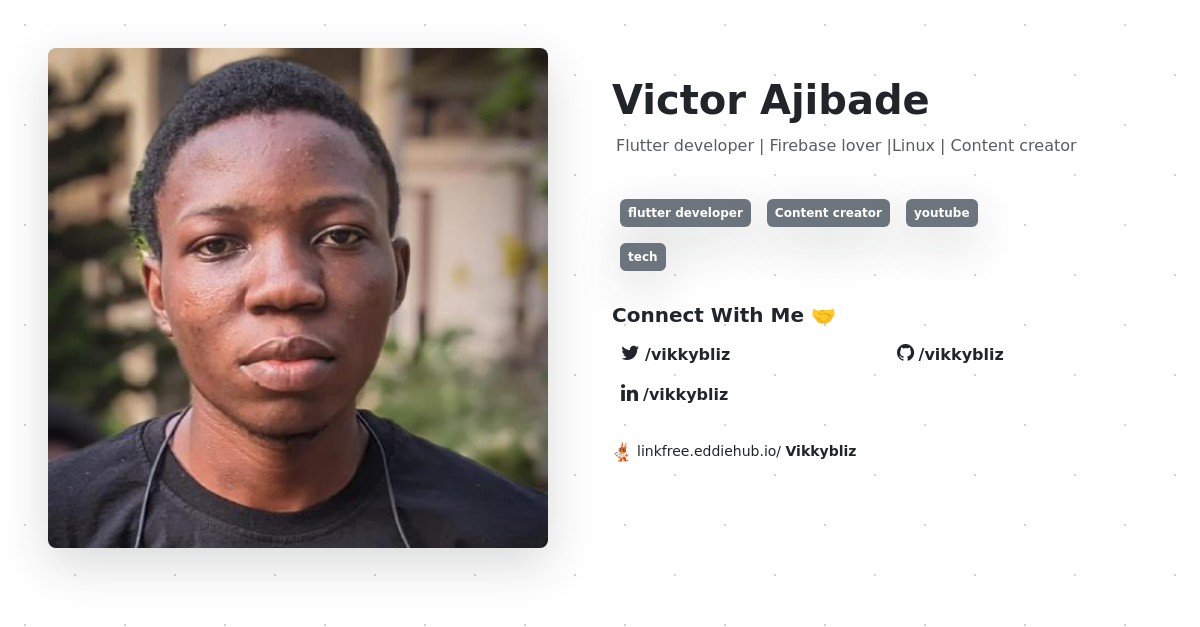 Victor Ajibade
Flutter developer | Firebase lover |Linux | Content creator
flutter developer Content creator youtube
tech
Connect With Me 🤝
/vikkybliz /vikkybliz
/vikkybliz
linkfree.eddiehub.io/ Vikkybliz